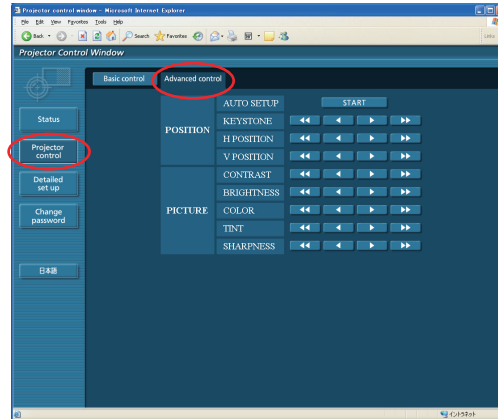 Projector control window - Microsoft Internet Explorer
File Edit View Favorites Tools Help
Back Search Favorites Links
Projector Control Window
Basic control Advanced control
Status
Projector control
Detailed set up
Change password
日本語
POSITION
AUTO SETUP START
KEYSTONE
H POSITION
V POSITION
PICTURE
CONTRAST
BRIGHTNESS
COLOR
TINT
SHARPNESS
インターネット